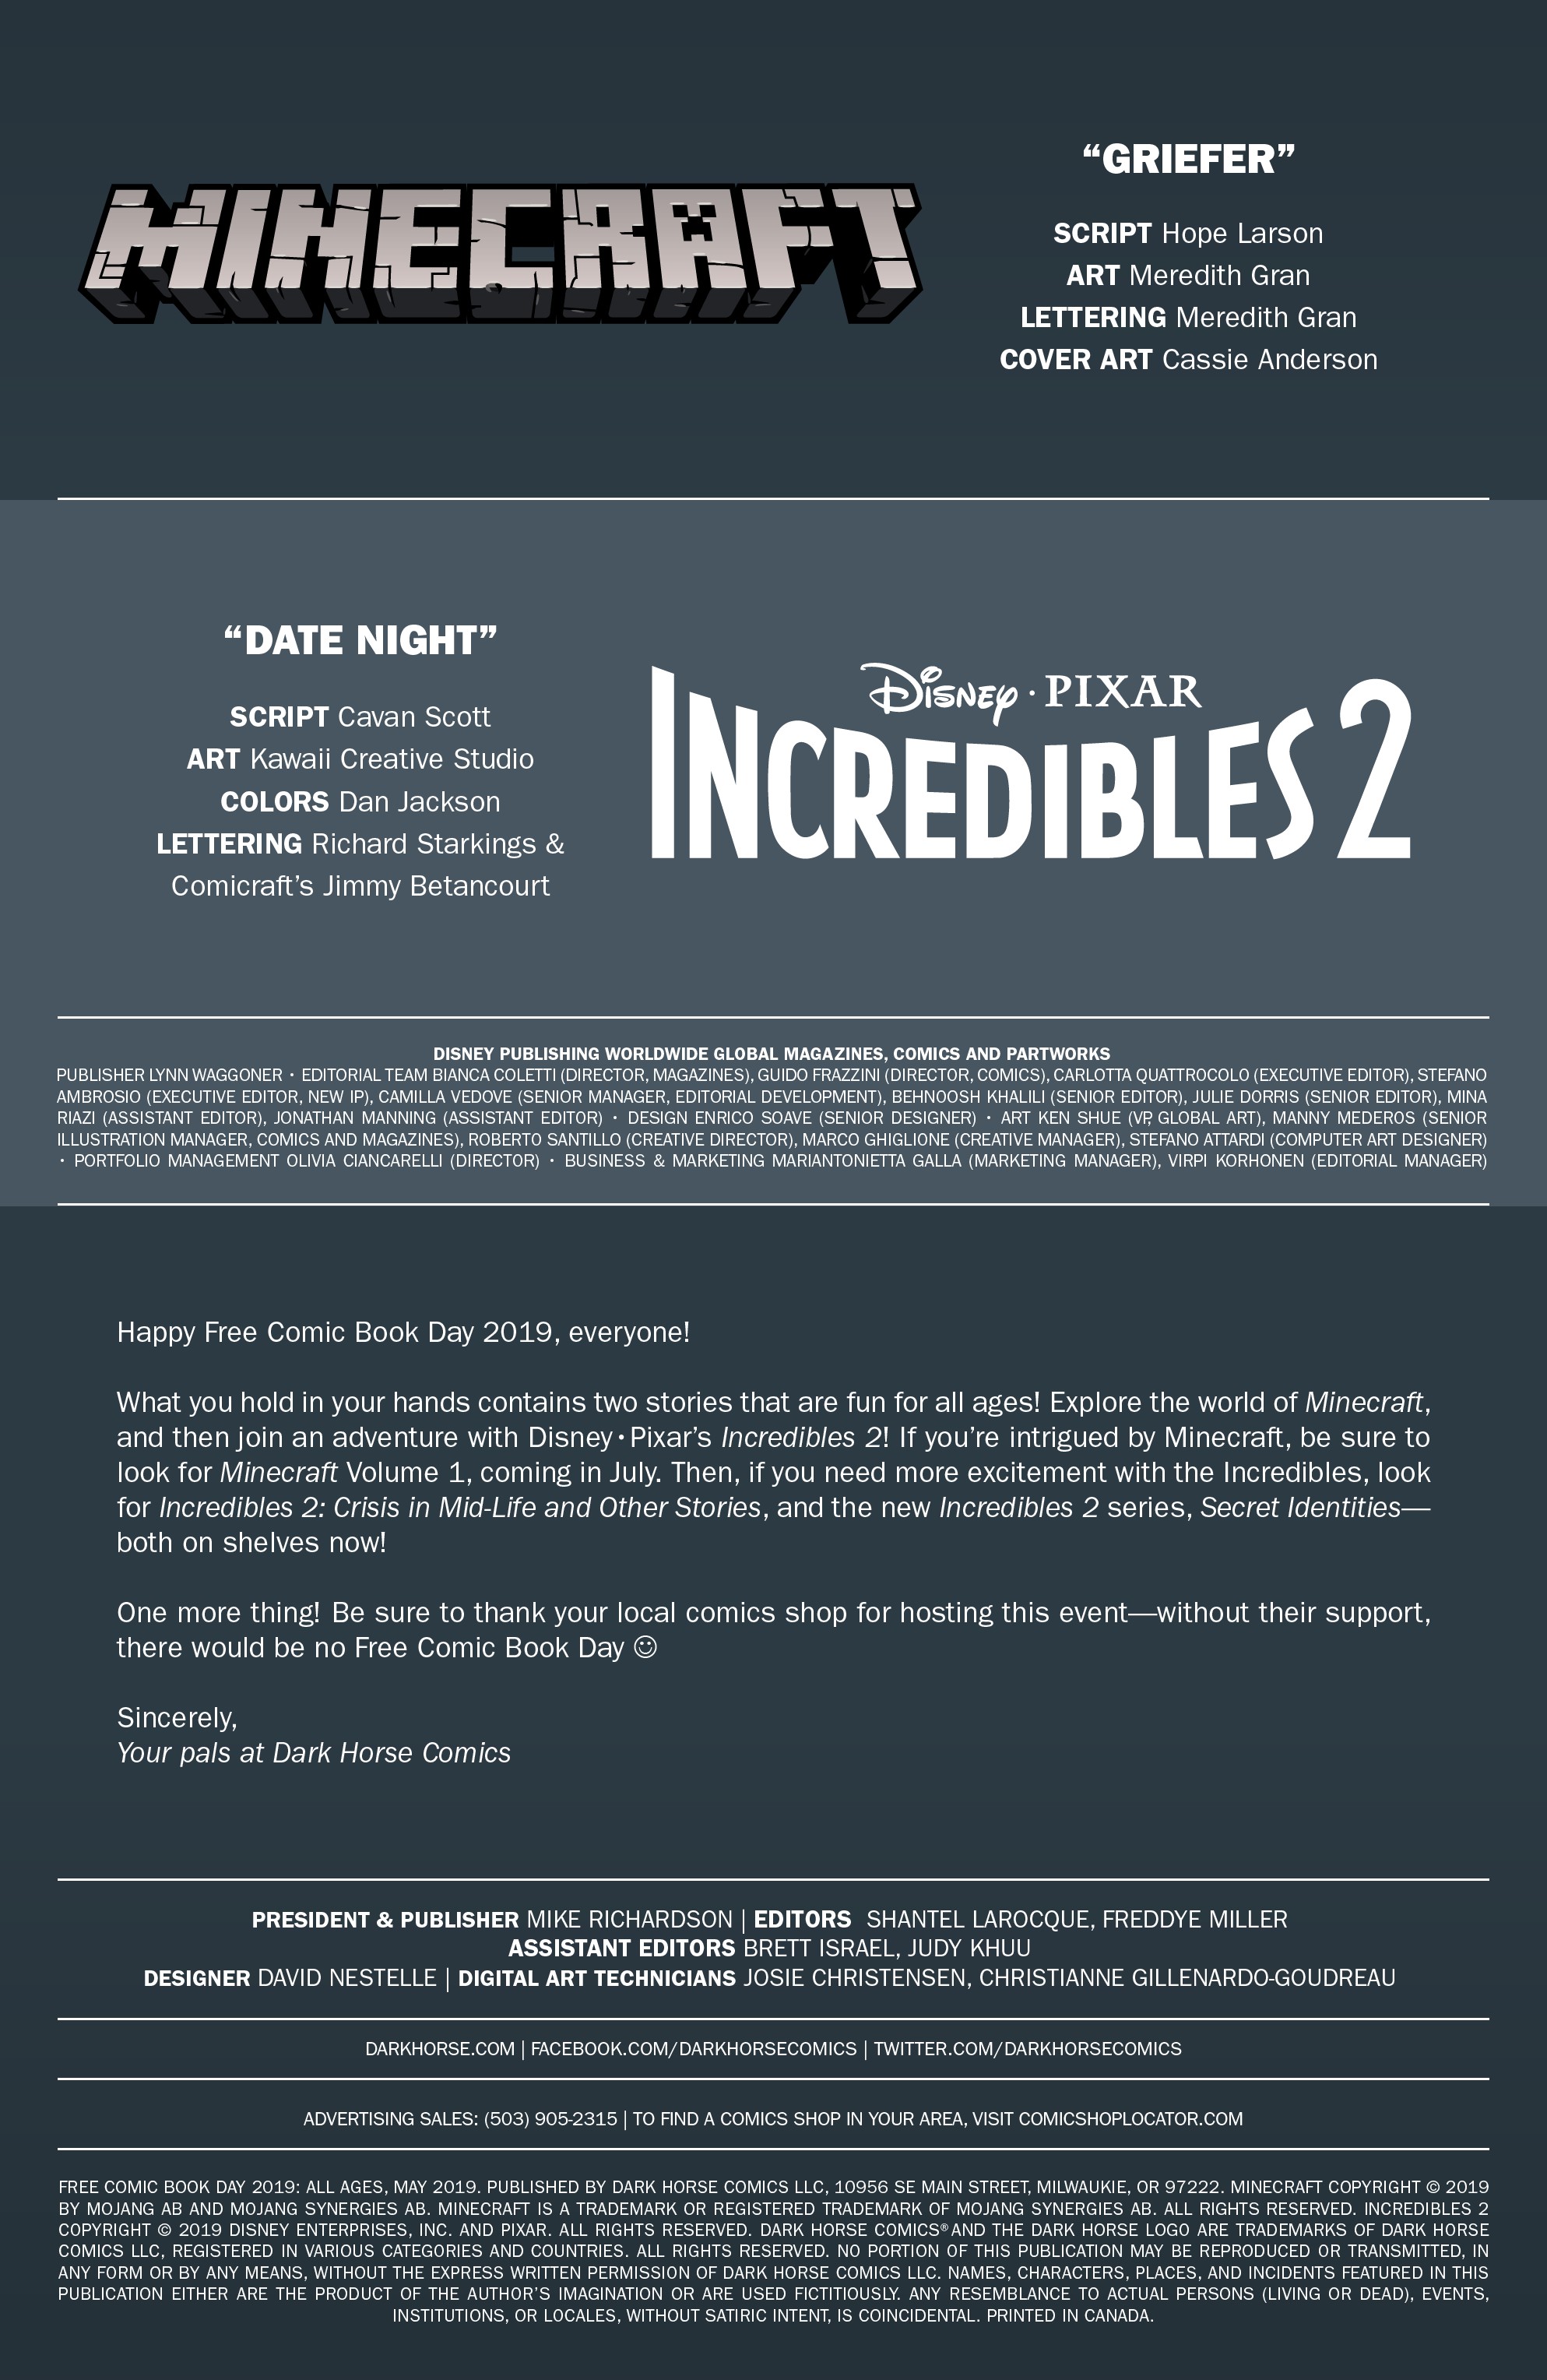 MINECRAFT
“GRIEFER”
SCRIPT Hope Larson
ART Meredith Gran
LETTERING Meredith Gran
COVER ART Cassie Anderson
“DATE NIGHT”
SCRIPT Cavan Scott
ART Kawaii Creative Studio
COLORS Dan Jackson
LETTERING Richard Starkings &
Comicraft’s Jimmy Betancourt
Disney · PIXAR
INCREDIBLES 2
DISNEY PUBLISHING WORLDWIDE GLOBAL MAGAZINES, COMICS AND PARTWORKS
PUBLISHER LYNN WAGGONER • EDITORIAL TEAM BIANCA COLETTI (DIRECTOR, MAGAZINES), GUIDO FRAZZINI (DIRECTOR, COMICS), CARLOTTA QUATTROCOLO (EXECUTIVE EDITOR), STEFANO
AMBROSIO (EXECUTIVE EDITOR, NEW IP), CAMILLA VEDOVE (SENIOR MANAGER, EDITORIAL DEVELOPMENT), BEHNOOSH KHALILI (SENIOR EDITOR), JULIE DORRIS (SENIOR EDITOR), MINA
RIAZI (ASSISTANT EDITOR), JONATHAN MANNING (ASSISTANT EDITOR) • DESIGN ENRICO SOAVE (SENIOR DESIGNER) • ART KEN SHUE (VP, GLOBAL ART), MANNY MEDEROS (SENIOR
ILLUSTRATION MANAGER, COMICS AND MAGAZINES), ROBERTO SANTILLO (CREATIVE DIRECTOR), MARCO GHIGLIONE (CREATIVE MANAGER), STEFANO ATTARDI (COMPUTER ART DESIGNER)
• PORTFOLIO MANAGEMENT OLIVIA CIANCARELLI (DIRECTOR) • BUSINESS & MARKETING MARIANTONIETTA GALLA (MARKETING MANAGER), VIRPI KORHONEN (EDITORIAL MANAGER)
Happy Free Comic Book Day 2019, everyone!
What you hold in your hands contains two stories that are fun for all ages! Explore the world of Minecraft,
and then join an adventure with Disney•Pixar’s Incredibles 2! If you’re intrigued by Minecraft, be sure to
look for Minecraft Volume 1, coming in July. Then, if you need more excitement with the Incredibles, look
for Incredibles 2: Crisis in Mid-Life and Other Stories, and the new Incredibles 2 series, Secret Identities—
both on shelves now!
One more thing! Be sure to thank your local comics shop for hosting this event—without their support,
there would be no Free Comic Book Day ☺
Sincerely,
Your pals at Dark Horse Comics
PRESIDENT & PUBLISHER MIKE RICHARDSON | EDITORS SHANTEL LAROCQUE, FREDDYE MILLER
ASSISTANT EDITORS BRETT ISRAEL, JUDY KHUU
DESIGNER DAVID NESTELLE | DIGITAL ART TECHNICIANS JOSIE CHRISTENSEN, CHRISTIANNE GILLENARDO-GOUDREAU
DARKHORSE.COM | FACEBOOK.COM/DARKHORSECOMICS | TWITTER.COM/DARKHORSECOMICS
ADVERTISING SALES: (503) 905-2315 | TO FIND A COMICS SHOP IN YOUR AREA, VISIT COMICSHOPLOCATOR.COM
FREE COMIC BOOK DAY 2019: ALL AGES, MAY 2019. PUBLISHED BY DARK HORSE COMICS LLC, 10956 SE MAIN STREET, MILWAUKIE, OR 97222. MINECRAFT COPYRIGHT © 2019
BY MOJANG AB AND MOJANG SYNERGIES AB. MINECRAFT IS A TRADEMARK OR REGISTERED TRADEMARK OF MOJANG SYNERGIES AB. ALL RIGHTS RESERVED. INCREDIBLES 2
COPYRIGHT © 2019 DISNEY ENTERPRISES, INC. AND PIXAR. ALL RIGHTS RESERVED. DARK HORSE COMICS® AND THE DARK HORSE LOGO ARE TRADEMARKS OF DARK HORSE
COMICS LLC, REGISTERED IN VARIOUS CATEGORIES AND COUNTRIES. ALL RIGHTS RESERVED. NO PORTION OF THIS PUBLICATION MAY BE REPRODUCED OR TRANSMITTED, IN
ANY FORM OR BY ANY MEANS, WITHOUT THE EXPRESS WRITTEN PERMISSION OF DARK HORSE COMICS LLC. NAMES, CHARACTERS, PLACES, AND INCIDENTS FEATURED IN THIS
PUBLICATION EITHER ARE THE PRODUCT OF THE AUTHOR’S IMAGINATION OR ARE USED FICTITIOUSLY. ANY RESEMBLANCE TO ACTUAL PERSONS (LIVING OR DEAD), EVENTS,
INSTITUTIONS, OR LOCALES, WITHOUT SATIRIC INTENT, IS COINCIDENTAL. PRINTED IN CANADA.